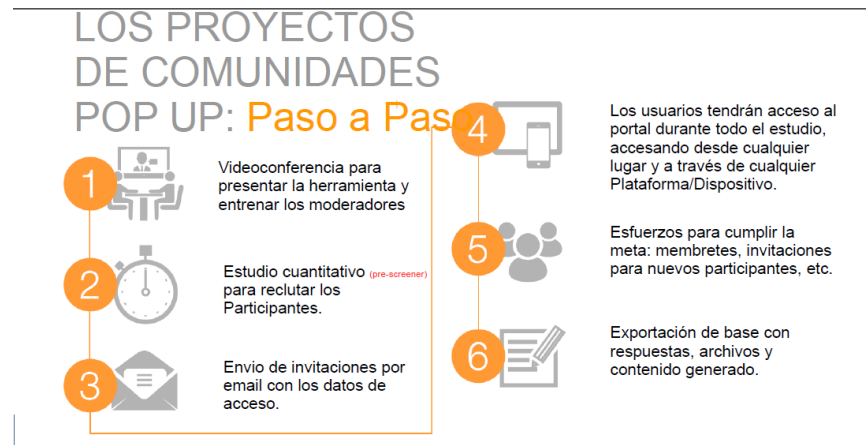 LOS PROYECTOS
DE COMUNIDADES
POP UP: Paso a Paso
1
Videoconferencia para
presentar la herramienta y
entrenar los moderadores
2
Estudio cuantitativo (pre-screener)
para reclutar los
Participantes.
3
Envio de invitaciones por
email con los datos de
acceso.
4
Los usuarios tendrán acceso al
portal durante todo el estudio,
accesando desde cualquier
lugar y a través de cualquier
Plataforma/Dispositivo.
5
Esfuerzos para cumplir la
meta: membretes, invitaciones
para nuevos participantes, etc.
6
Exportación de base con
respuestas, archivos y
contenido generado.